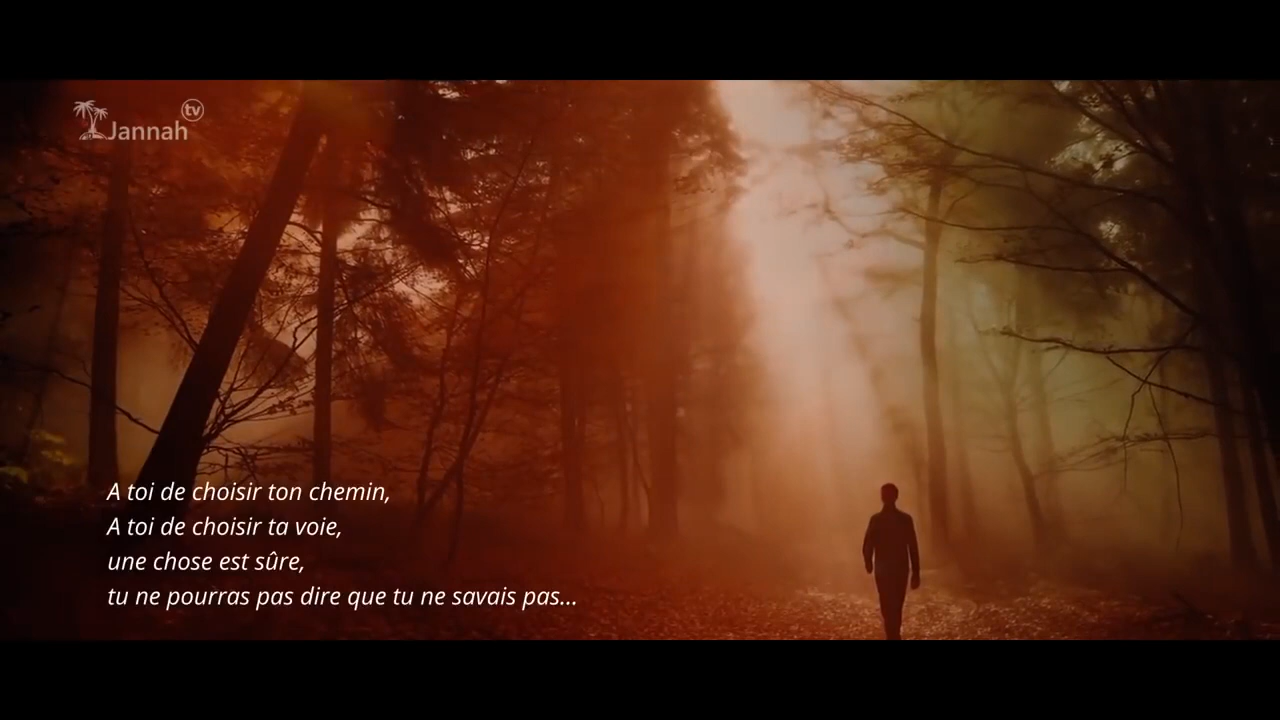 Jannah tv
A toi de choisir ton chemin,
A toi de choisir ta voie,
une chose est sûre,
tu ne pourras pas dire que tu ne savais pas...